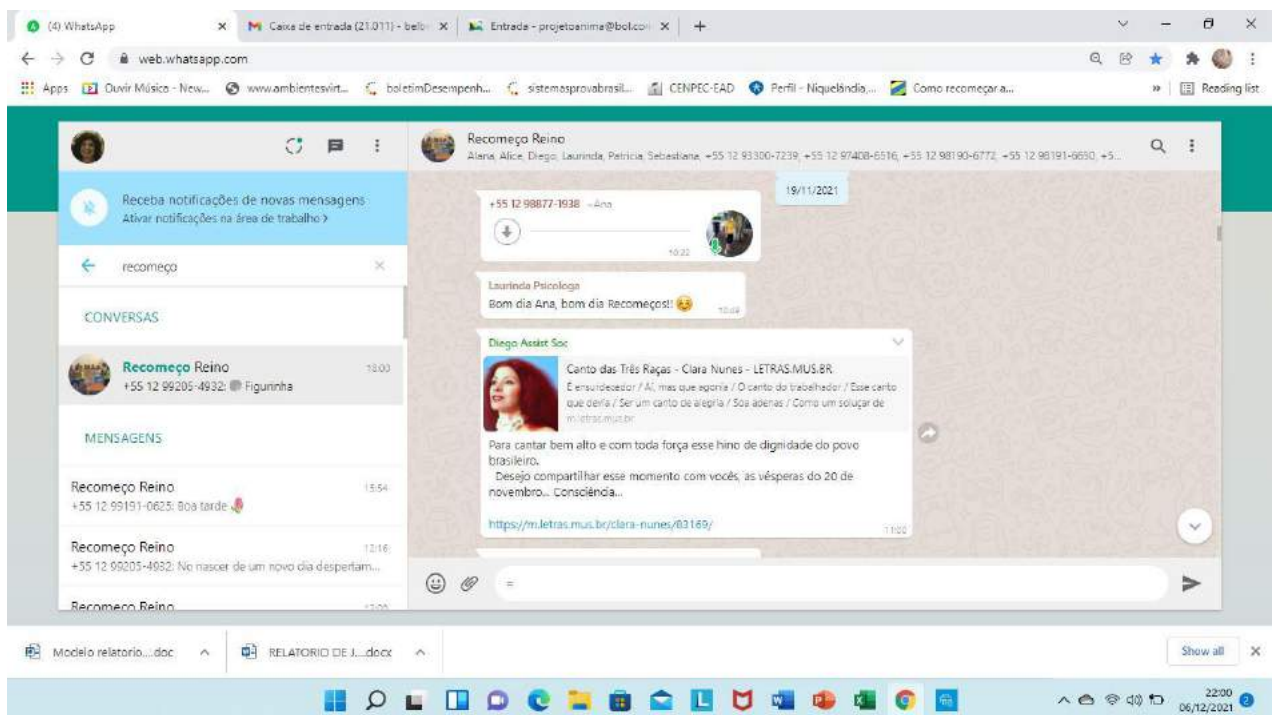 (4) WhatsApp
Caixa de entrada (21.011) - belo
Entrada - projetoanima@bol.co
web.whatsapp.com
Apps
Ouvir Música - New...
www.ambientesvirt...
boletimDesempenh...
sistemasprovabrasil...
CENPEC-EAD
Perfil - Niquelândia,...
Como recomeçar a...
Reading list
Receba notificações de novas mensagens
Ativar notificações na área de trabalho >
recomeço
CONVERSAS
Recomeço Reino
18:00
+55 12 99205-4932: Figurinha
MENSAGENS
Recomeço Reino
15:54
+55 12 99191-0625: Boa tarde
Recomeço Reino
12:16
+55 12 99205-4932: No nascer de um novo dia despertam...
Recomeço Reino
Recomeço Reino
Alana, Alice, Diego, Laurinda, Patricia, Sebastiana, +55 12 93300-7239, +55 12 97408-6516, +55 12 98190-6772, +55 12 98191-6650, +5...
19/11/2021
+55 12 98877-1938 ~Ana
10:22
Laurinda Psicologa
Bom dia Ana, bom dia Recomeços!!
Diego Assist Soc
Canto das Três Raças - Clara Nunes - LETRAS.MUS.BR
É ensurdecedor / Ai, mas que agonia / O canto do trabalhador / Esse canto
que devia / Ser um canto de alegria / Soa apenas / Como um soluçar de
m.letras.mus.br
Para cantar bem alto e com toda força esse hino de dignidade do povo
brasileiro.
Desejo compartilhar esse momento com vocês, as vésperas do 20 de
novembro... Consciência...
https://m.letras.mus.br/clara-nunes/83169/
11:00
=
Modelo relatorio....doc
RELATORIO DE J....docx
Show all
22:00
06/12/2021
2